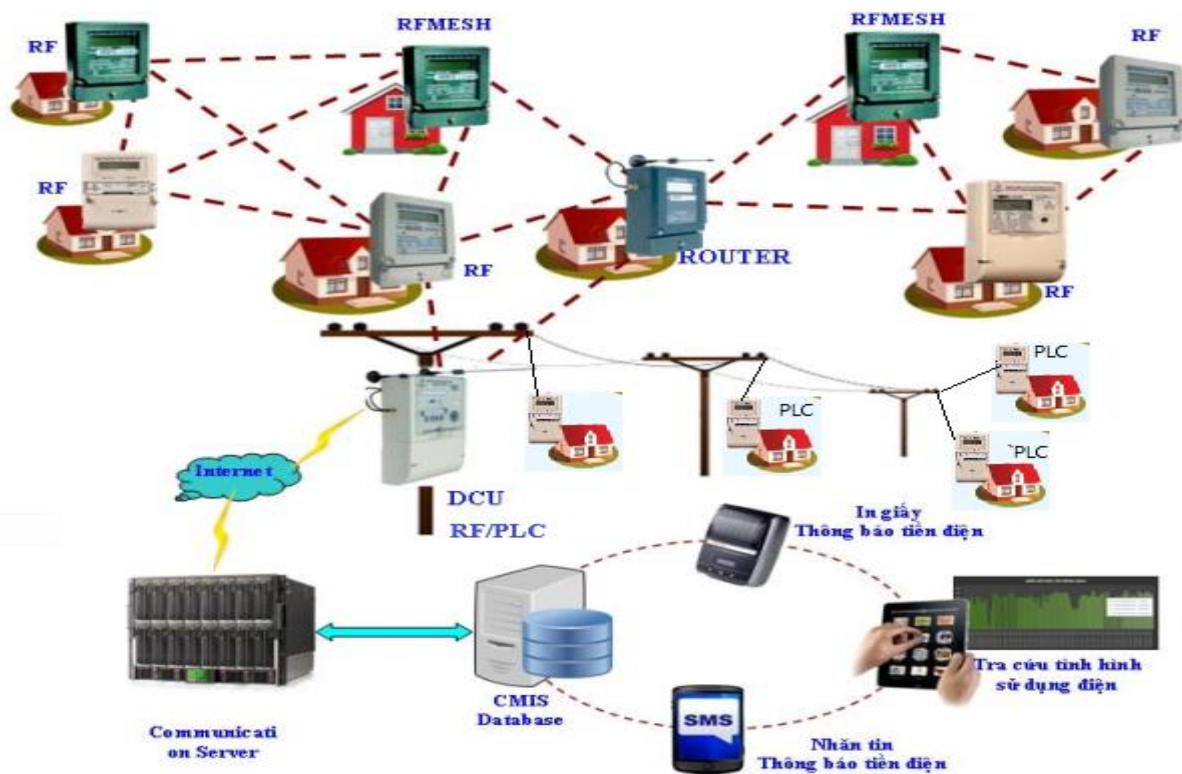 RFMESH
RF
RF
RFMESH
RF
RF
ROUTER
RF
RF
PLC
PLC
PLC
Internet
DCU
RF/PLC
In giấy
Thông báo tiền điện
SMS
Tra cứu tình hình
sử dụng điện
CMIS
Database
Communicati
on Server
Nhăn tin
Thông báo tiền điện